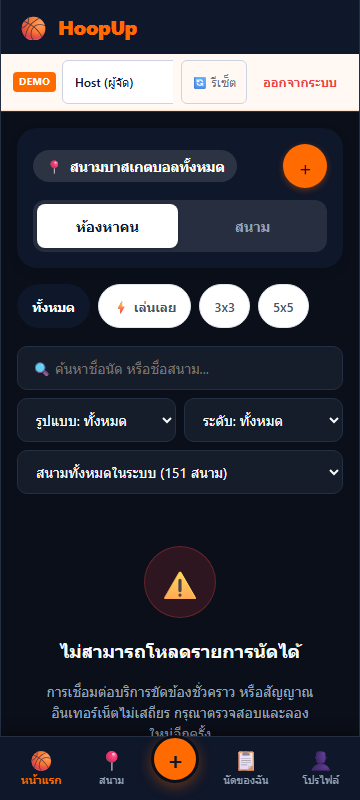 HoopUp
DEMO
Host (ผู้จัด)
รีเซ็ต
ออกจากระบบ
สนามบาสเกตบอลทั้งหมด
+
ห้องหาคน
สนาม
ทั้งหมด
เล่นเลย
3x3
5x5
ค้นหาชื่อนัด หรือชื่อสนาม...
รูปแบบ: ทั้งหมด
ระดับ: ทั้งหมด
สนามทั้งหมดในระบบ (151 สนาม)
ไม่สามารถโหลดรายการนัดได้
การเชื่อมต่อบริการขัดข้องชั่วคราว หรือสัญญาณ
อินเทอร์เน็ตไม่เสถียร กรุณาตรวจสอบและลอง
ใหม่อีกครั้ง
หน้าแรก
สนาม
+
นัดของฉัน
โปรไฟล์